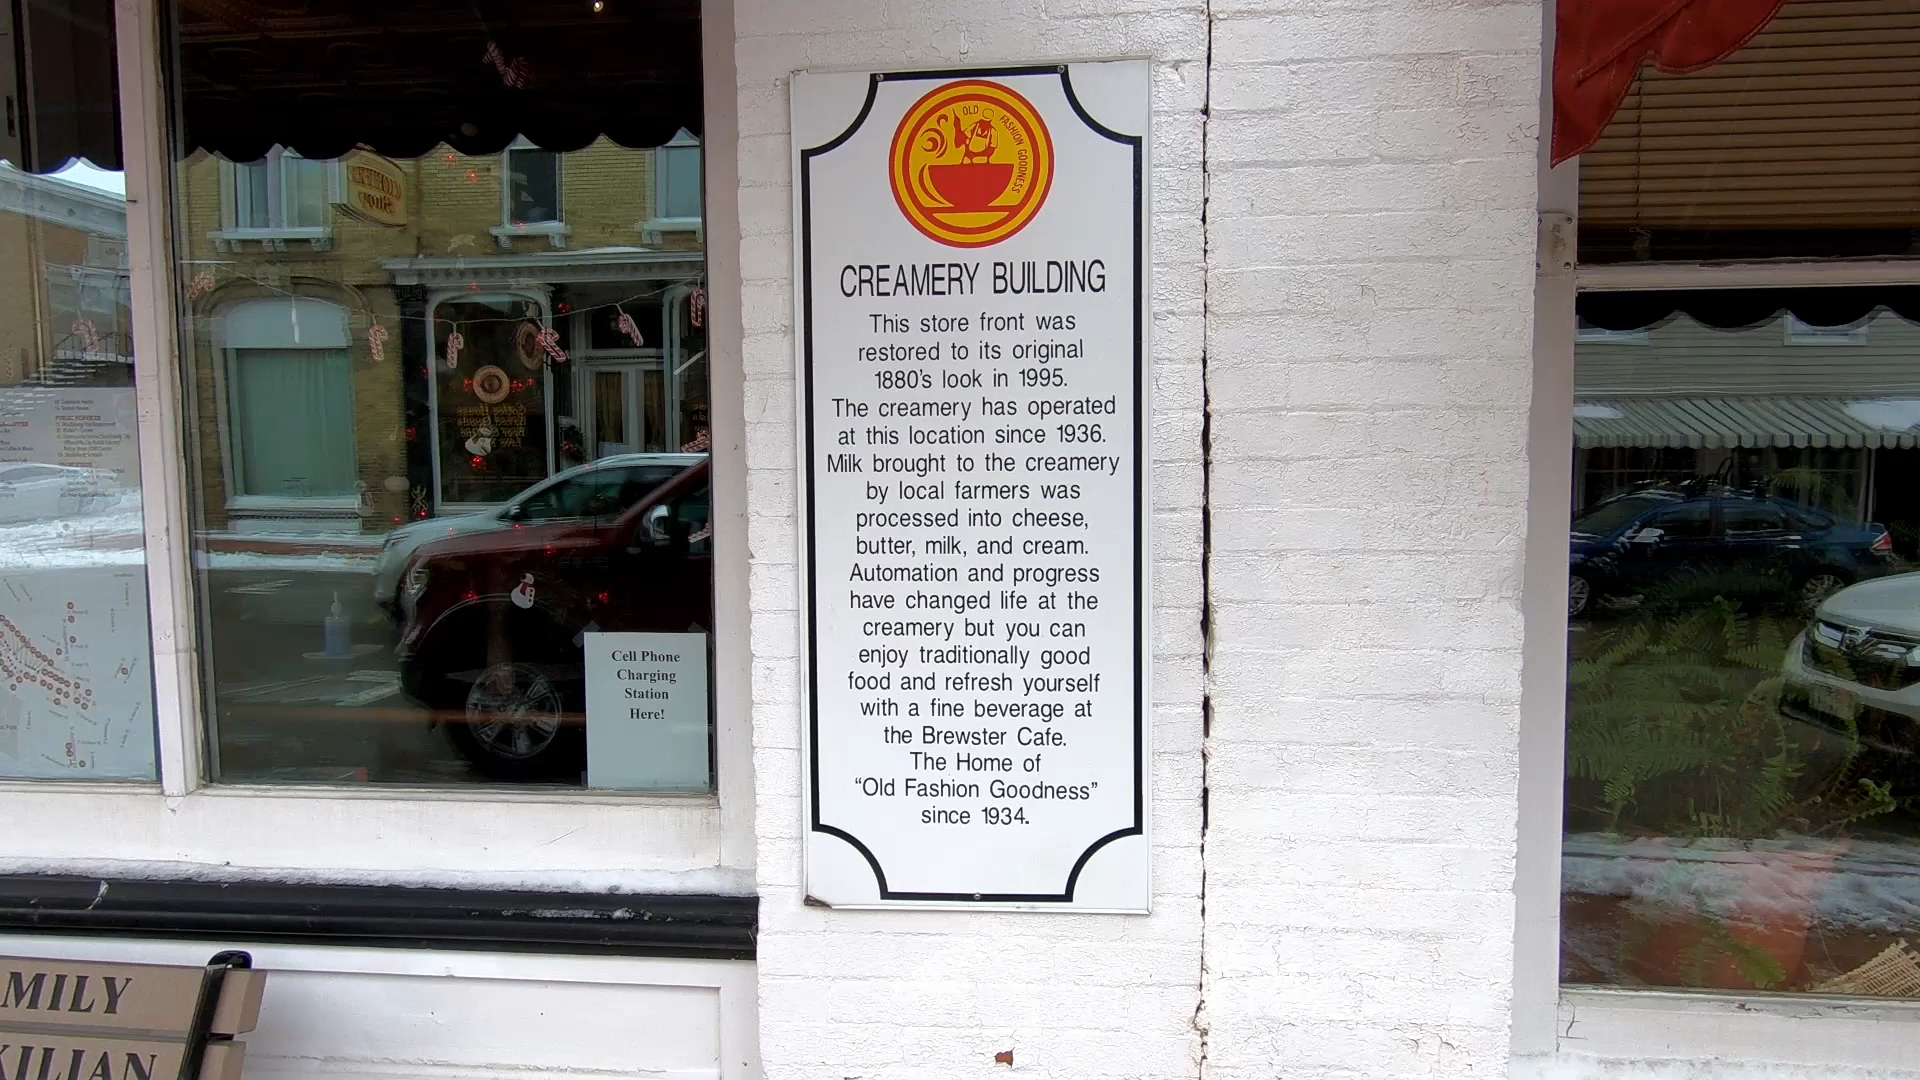 OLD FASHION GOODNESS
CREAMERY BUILDING
This store front was
restored to its original
1880's look in 1995.
The creamery has operated
at this location since 1936.
Milk brought to the creamery
by local farmers was
processed into cheese,
butter, milk, and cream.
Automation and progress
have changed life at the
creamery but you can
enjoy traditionally good
food and refresh yourself
with a fine beverage at
the Brewster Cafe.
The Home of
“Old Fashion Goodness”
since 1934.
Cell Phone
Charging
Station
Here!
MILY
KILIAN